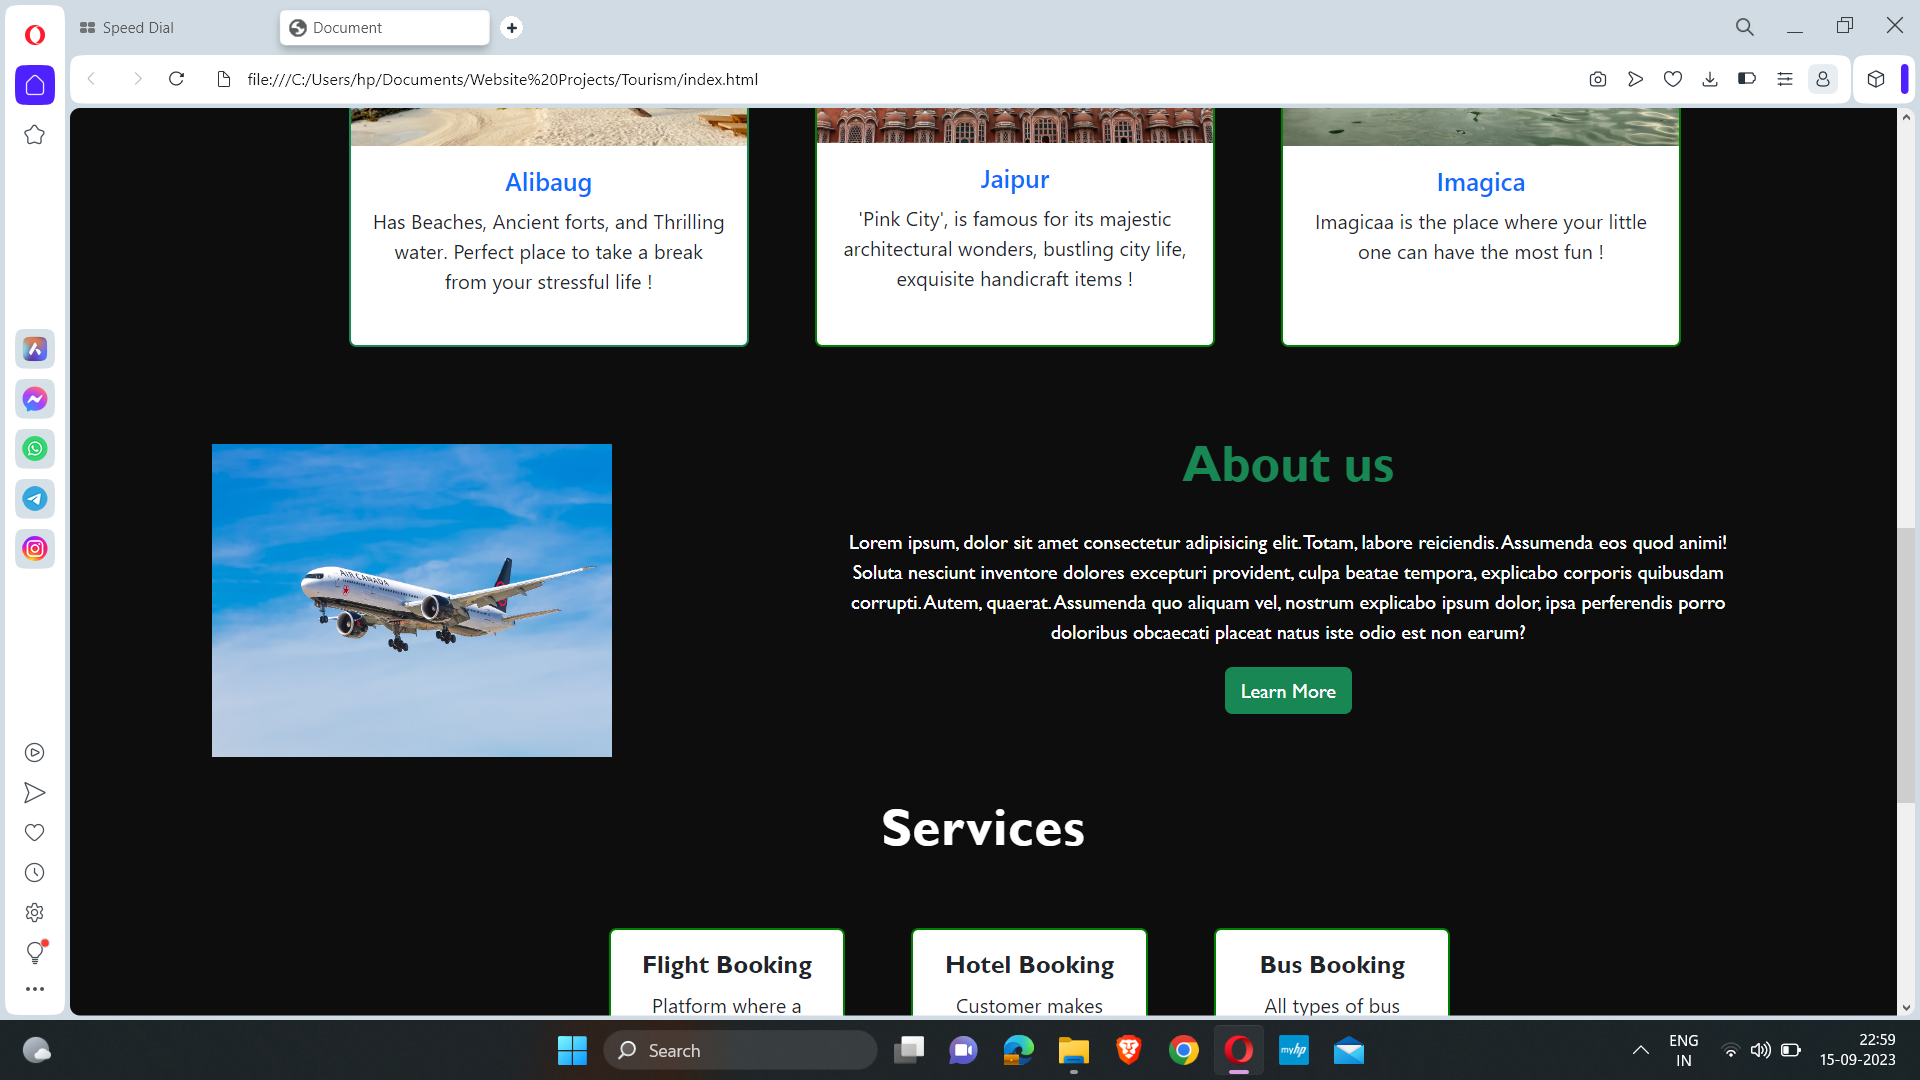 Speed Dial
Document
file:///C:/Users/hp/Documents/Website%20Projects/Tourism/index.html
Alibaug
Has Beaches, Ancient forts, and Thrilling
water. Perfect place to take a break
from your stressful life !
Jaipur
'Pink City', is famous for its majestic
architectural wonders, bustling city life,
exquisite handicraft items !
Imagica
Imagicaa is the place where your little
one can have the most fun !
AIR CANADA
About us
Lorem ipsum, dolor sit amet consectetur adipisicing elit. Totam, labore reiciendis. Assumenda eos quod animi!
Soluta nesciunt inventore dolores excepturi provident, culpa beatae tempora, explicabo corporis quibusdam
corrupti. Autem, quaerat. Assumenda quo aliquam vel, nostrum explicabo ipsum dolor, ipsa perferendis porro
doloribus obcaecati placeat natus iste odio est non earum?
Learn More
Services
Flight Booking
Platform where a
Hotel Booking
Customer makes
Bus Booking
All types of bus
Search
myhp
ENG
IN
22:59
15-09-2023